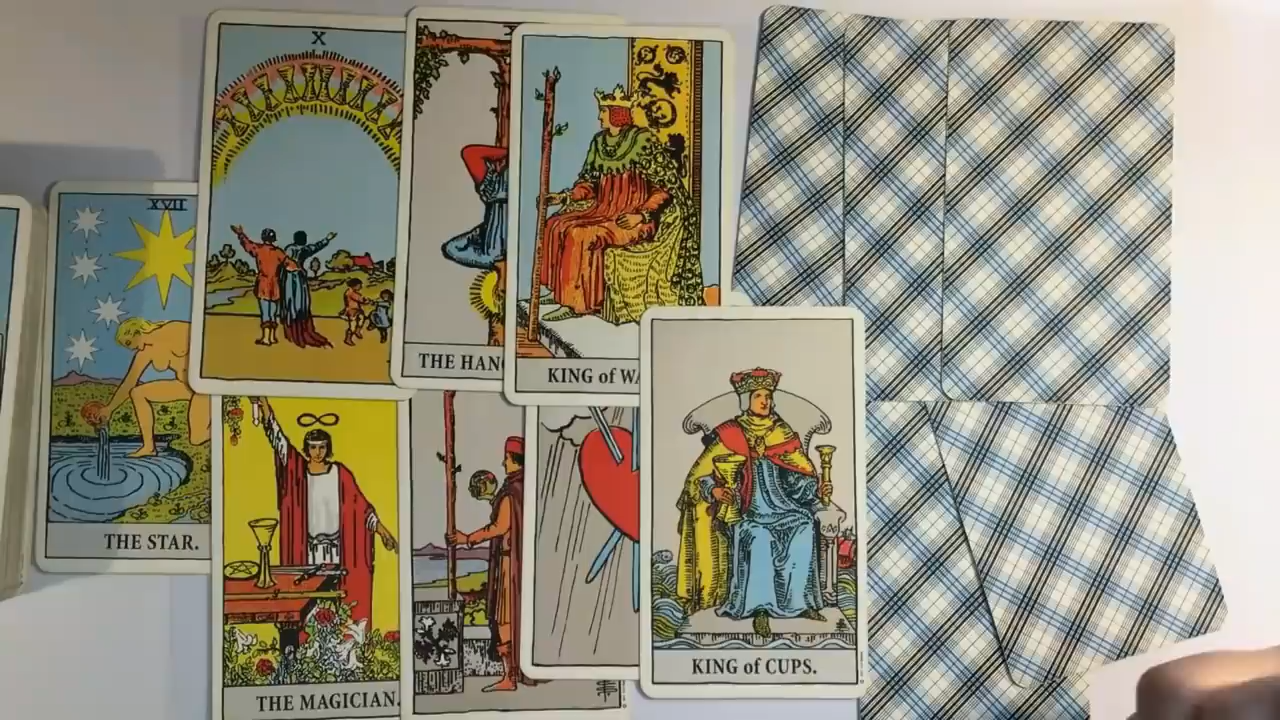 X
XVII
THE HAN
KING of WA
THE STAR.
THE MAGICIAN.
KING of CUPS.